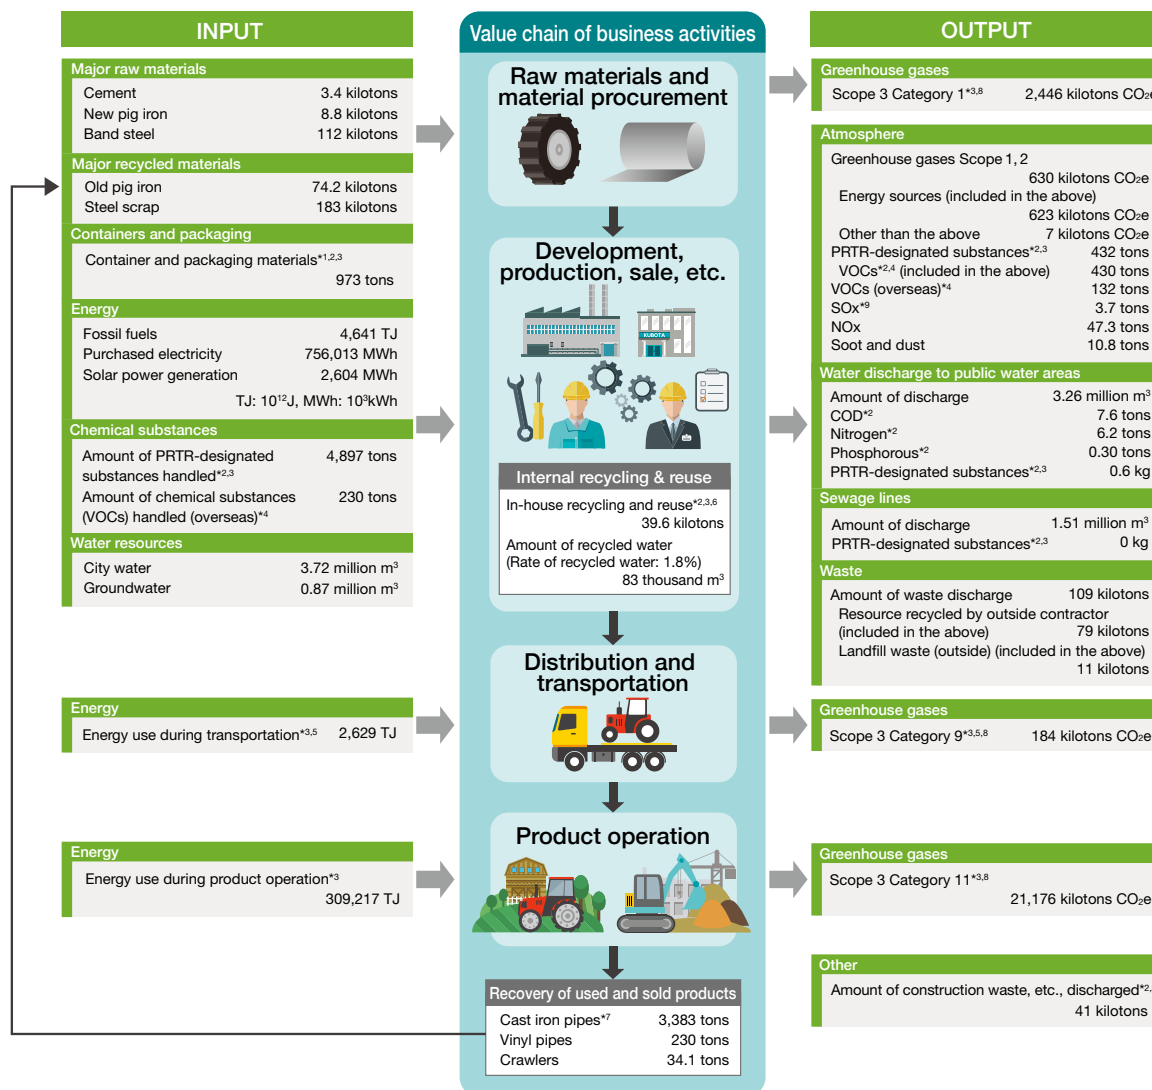 INPUT
Major raw materials
Cement 3.4 kilotons
New pig iron 8.8 kilotons
Band steel 112 kilotons
Major recycled materials
Old pig iron 74.2 kilotons
Steel scrap 183 kilotons
Containers and packaging
Container and packaging materials*1,2,3
973 tons
Energy
Fossil fuels 4,641 TJ
Purchased electricity 756,013 MWh
Solar power generation 2,604 MWh
TJ: 10¹²J, MWh: 10³kWh
Chemical substances
Amount of PRTR-designated 4,897 tons
substances handled*2,3
Amount of chemical substances 230 tons
(VOCs) handled (overseas)*4
Water resources
City water 3.72 million m³
Groundwater 0.87 million m³
Energy
Energy use during transportation*3,5 2,629 TJ
Energy
Energy use during product operation*3
309,217 TJ
Value chain of business activities
Raw materials and
material procurement
Development,
production, sale, etc.
KUBOTA
Internal recycling & reuse
In-house recycling and reuse*2,3,6
39.6 kilotons
Amount of recycled water
(Rate of recycled water: 1.8%)
83 thousand m³
Distribution and
transportation
Product operation
Recovery of used and sold products
Cast iron pipes*7 3,383 tons
Vinyl pipes 230 tons
Crawlers 34.1 tons
OUTPUT
Greenhouse gases
Scope 3 Category 1*3,8 2,446 kilotons CO₂e
Atmosphere
Greenhouse gases Scope 1, 2
630 kilotons CO₂e
Energy sources (included in the above)
623 kilotons CO₂e
Other than the above 7 kilotons CO₂e
PRTR-designated substances*2,3 432 tons
VOCs*2,4 (included in the above) 430 tons
VOCs (overseas)*4 132 tons
SOx*9 3.7 tons
NOx 47.3 tons
Soot and dust 10.8 tons
Water discharge to public water areas
Amount of discharge 3.26 million m³
COD*2 7.6 tons
Nitrogen*2 6.2 tons
Phosphorous*2 0.30 tons
PRTR-designated substances*2,3 0.6 kg
Sewage lines
Amount of discharge 1.51 million m³
PRTR-designated substances*2,3 0 kg
Waste
Amount of waste discharge 109 kilotons
Resource recycled by outside contractor
(included in the above) 79 kilotons
Landfill waste (outside) (included in the above)
11 kilotons
Greenhouse gases
Scope 3 Category 9*3,5,8 184 kilotons CO₂e
Greenhouse gases
Scope 3 Category 11*3,8
21,176 kilotons CO₂e
Other
Amount of construction waste, etc., discharged*2,
41 kilotons